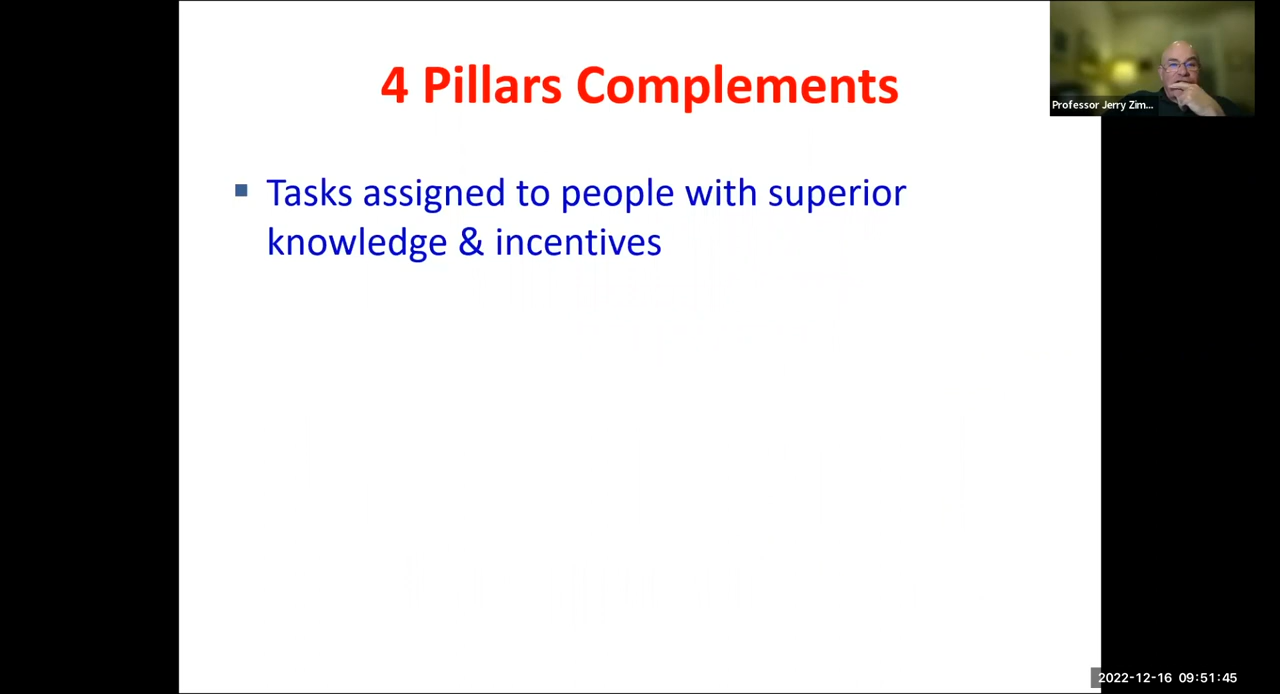 4 Pillars Complements
Professor Jerry Zim...
Tasks assigned to people with superior
knowledge & incentives
2022-12-16 09:51:45